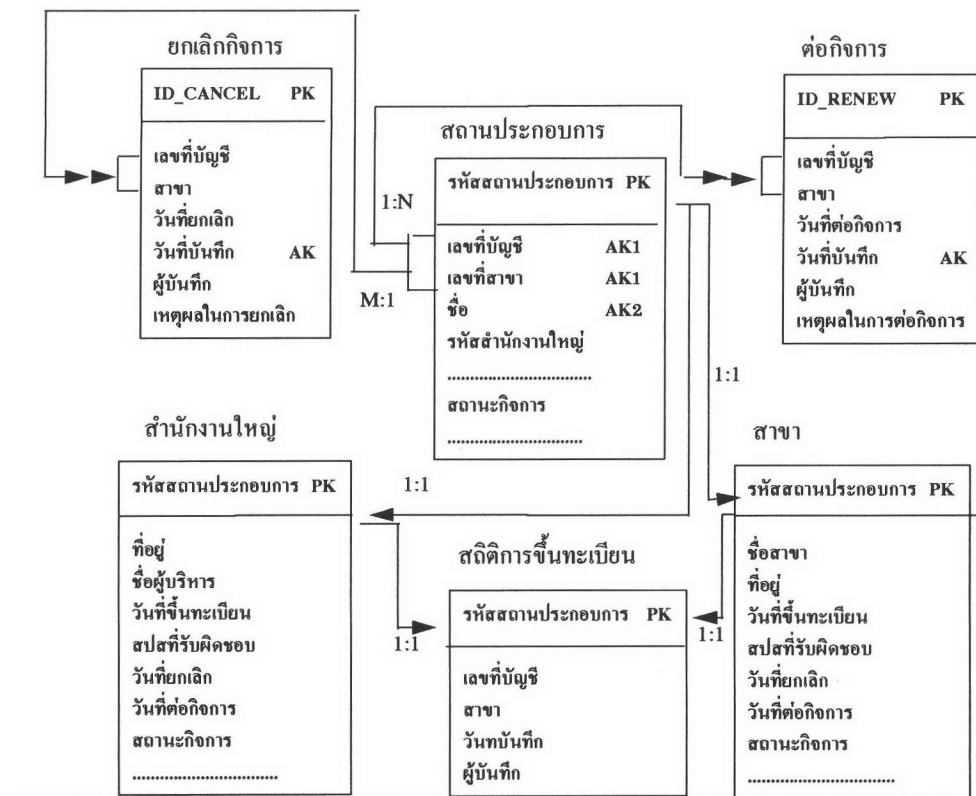 ยกเลิกกิจการ
ID_CANCEL PK
เลขที่บัญชี
สาขา
วันที่ยกเลิก
วันที่บันทึก AK
ผู้บันทึก
เหตุผลในการยกเลิก
สถานประกอบการ
รหัสสถานประกอบการ PK
1:N
เลขที่บัญชี AK1
เลขที่สาขา AK1
M:1
ชื่อ AK2
รหัสสำนักงานใหญ่
................................
สถานะกิจการ
..............................
ต่อกิจการ
ID_RENEW PK
เลขที่บัญชี
สาขา
วันที่ต่อกิจการ
วันที่บันทึก AK
ผู้บันทึก
เหตุผลในการต่อกิจการ
1:1
สำนักงานใหญ่
รหัสสถานประกอบการ PK
1:1
ที่อยู่
ชื่อผู้บริหาร
วันที่ขึ้นทะเบียน
สปสที่รับผิดชอบ
วันที่ยกเลิก
วันที่ต่อกิจการ
สถานะกิจการ
................................
สถิติการขึ้นทะเบียน
รหัสสถานประกอบการ PK
1:1
1:1
เลขที่บัญชี
สาขา
วันทบันทึก
ผู้บันทึก
สาขา
รหัสสถานประกอบการ PK
ชื่อสาขา
ที่อยู่
วันที่ขึ้นทะเบียน
สปสที่รับผิดชอบ
วันที่ยกเลิก
วันที่ต่อกิจการ
สถานะกิจการ
................................